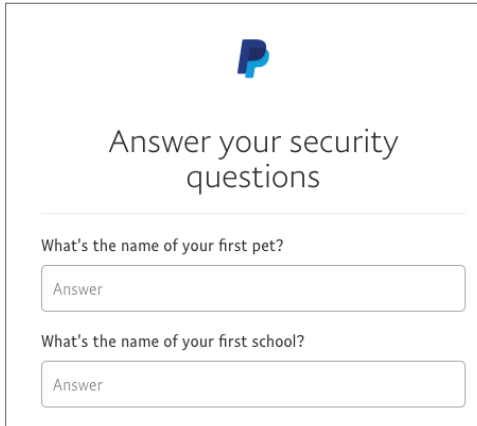 Answer your security
questions
What's the name of your first pet?
Answer
What's the name of your first school?
Answer